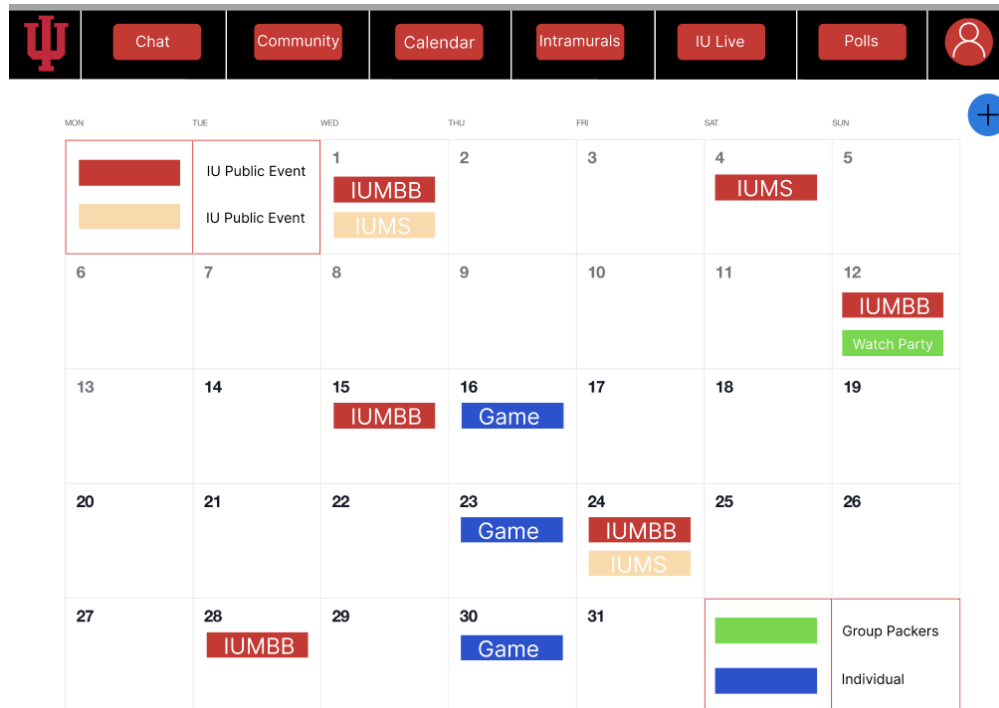 Chat Community Calendar Intramurals IU Live Polls
MON TUE WED THU FRI SAT SUN
IU Public Event
IU Public Event
1 2 3 4 5
IUMBB IUMS
IUMS
6 7 8 9 10 11 12
IUMBB
Watch Party
13 14 15 16 17 18 19
IUMBB Game
20 21 22 23 24 25 26
Game IUMBB
IUMS
27 28 29 30 31
IUMBB Game
Group Packers
Individual